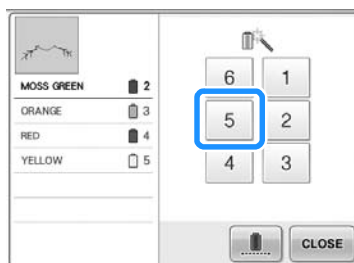 MOSS GREEN 2
ORANGE 3
RED 4
YELLOW 5
6 1
5 2
4 3
CLOSE